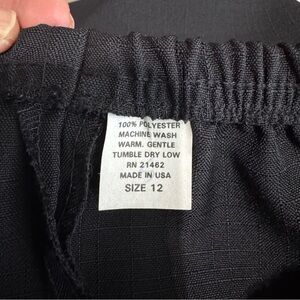 100% POLYESTER
MACHINE WASH
WARM. GENTLE
TUMBLE DRY LOW
RN 21462
MADE IN USA
SIZE 12